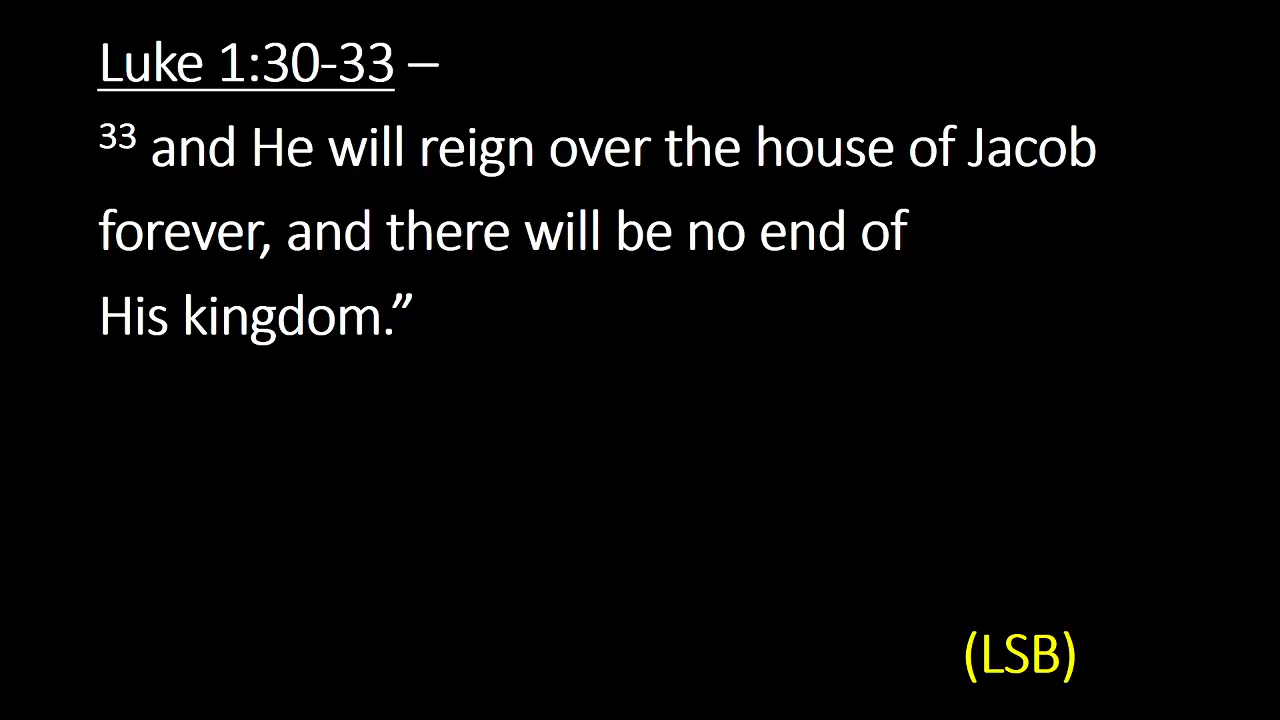 Luke 1:30-33 –
33 and He will reign over the house of Jacob
forever, and there will be no end of
His kingdom.”
(LSB)